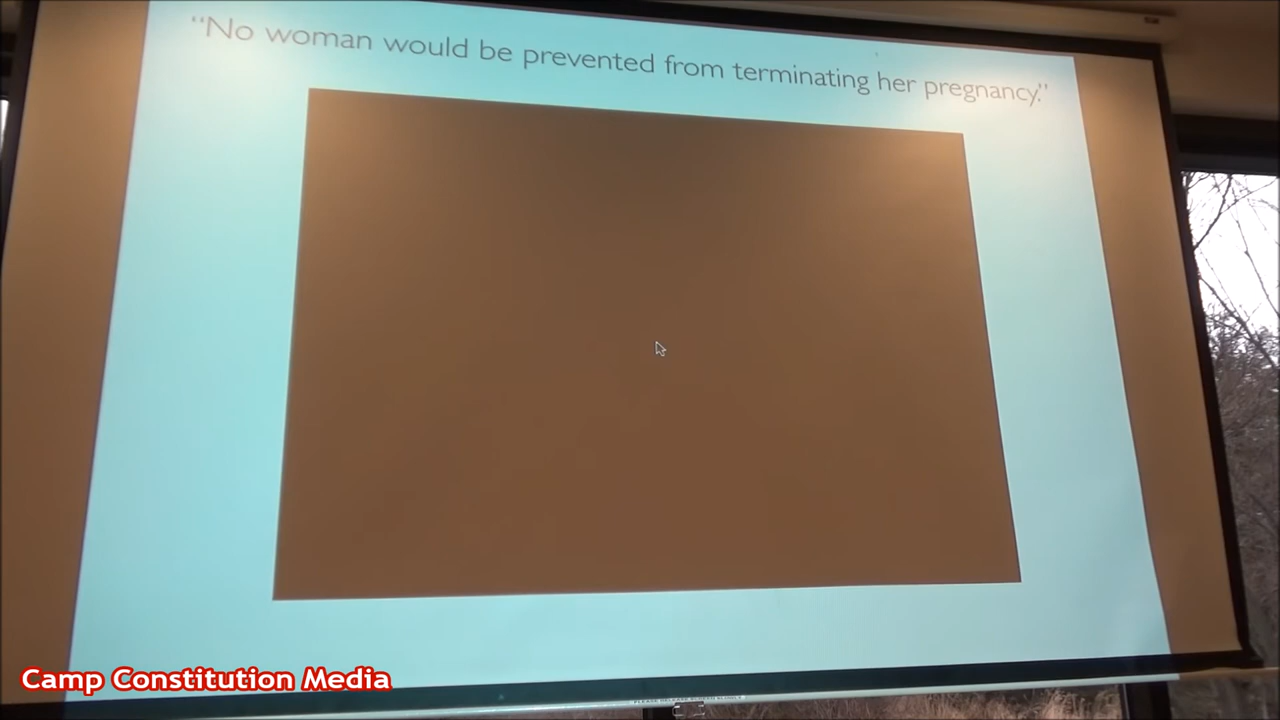 “No woman would be prevented from terminating her pregnancy.”
Camp Constitution Media